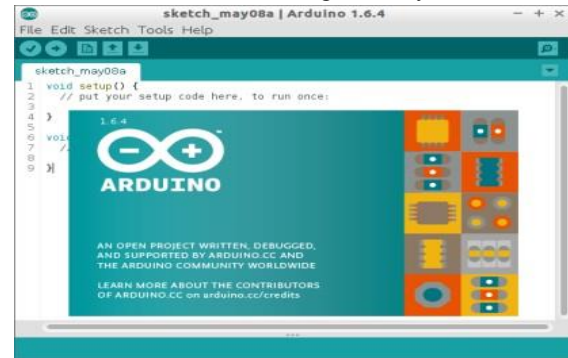 sketch_may08a | Arduino 1.6.4
File Edit Sketch Tools Help
sketch_may08a
1 void setup() {
2 // put your setup code here, to run once:
3
4 }
5
6 voi
7 /
8
9 }
1.6.4
ARDUINO
AN OPEN PROJECT WRITTEN, DEBUGGED,
AND SUPPORTED BY ARDUINO.CC AND
THE ARDUINO COMMUNITY WORLDWIDE
LEARN MORE ABOUT THE CONTRIBUTORS
OF ARDUINO.CC on arduino.cc/credits